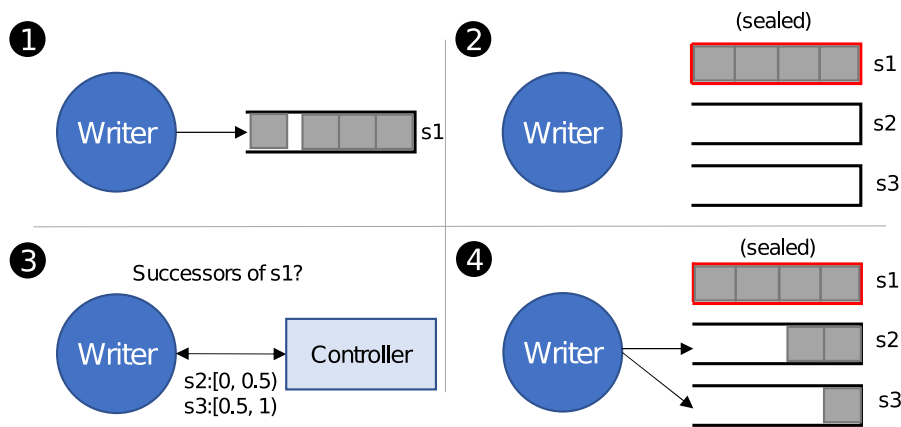 1
Writer
s1
2
(sealed)
s1
Writer
s2
s3
3
Successors of s1?
Writer
Controller
s2:[0, 0.5)
s3:[0.5, 1)
4
(sealed)
s1
Writer
s2
s3